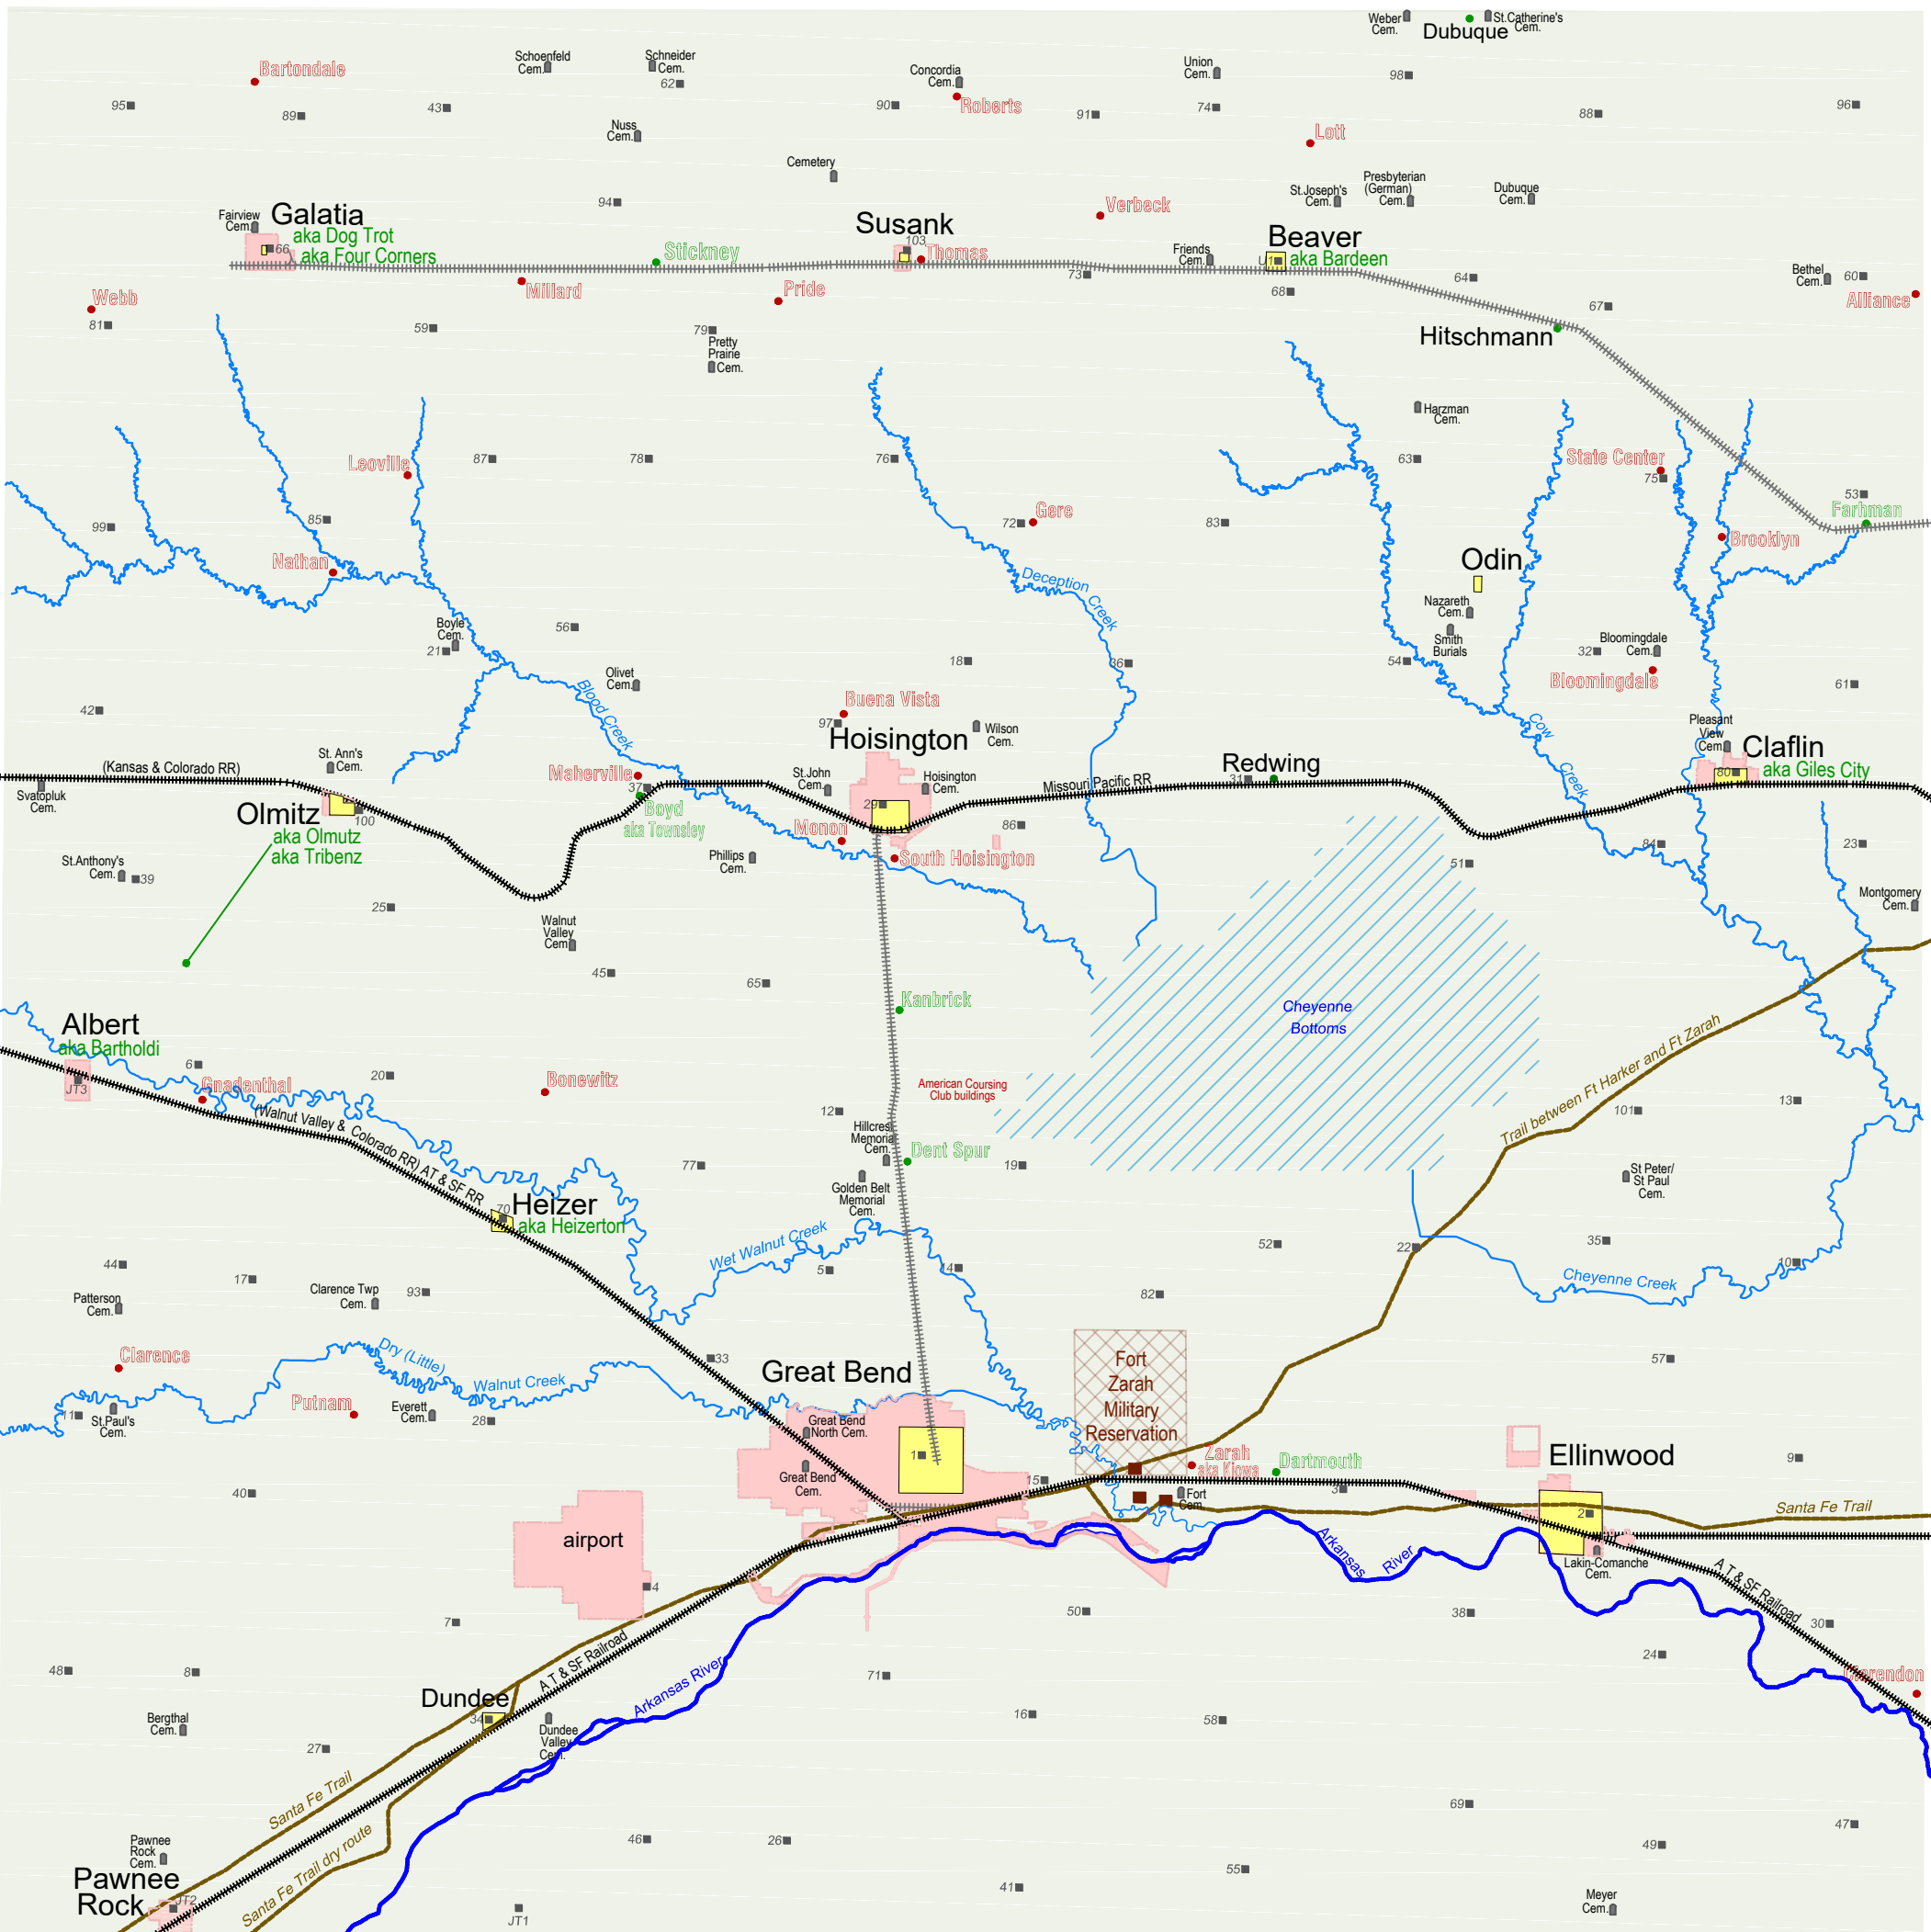 Weber
Cem.
Dubuque
St.Catherine's
Cem.
Bartondale
Schoenfeld
Cem.
Schneider
Cem.
62
Concordia
Cem.
Roberts
Union
Cem.
74
98
95
89
43
90
91
88
96
Nuss
Cem.
Lott
Cemetery
St.Joseph's
Cem.
Presbyterian
(German)
Cem.
Dubuque
Cem.
94
Verbeck
Fairview
Cem.
Galatia
aka Dog Trot
aka Four Corners
66
Stickney
Susank
103
Thomas
Friends
Cem.
Beaver
aka Bardeen
U1
73
68
64
67
Bethel
Cem.
60
Alliance
Webb
81
Millard
59
Pride
79
Pretty
Prairie
Cem.
Hitschmann
Harzman
Cem.
Leoville
87
78
76
63
State Center
75
53
Farhman
99
85
72
Gere
83
Brooklyn
Nathan
Deception Creek
Odin
Nazareth
Cem.
Smith
Burials
Boyle
Cem.
21
56
18
36
54
32
Bloomingdale
Cem.
Bloomingdale
61
Olivet
Cem.
Blood Creek
42
Buena Vista
97
Wilson
Cem.
Hoisington
Cow
Creek
Pleasant
View
Cem.
Claflin
aka Giles City
80
(Kansas & Colorado RR)
St. Ann's
Cem.
Svatopluk
Cem.
Maherville
37
Boyd
aka Townsley
St.John
Cem.
Hoisington
Cem.
29
Missouri Pacific RR
Redwing
31
Olmitz
aka Olmutz
aka Tribenz
100
Monon
86
South Hoisington
Phillips
Cem.
51
84
23
St.Anthony's
Cem.
39
25
Walnut
Valley
Cem
Montgomery
Cem.
45
65
Kanbrick
Cheyenne
Bottoms
Albert
aka Bartholdi
JT3
6
Gnadenthal
20
Bonewitz
American Coursing
Club buildings
12
Trail between Ft Harker and Ft Zarah
101
13
(Walnut Valley & Colorado RR) AT & SF RR
Hillcrest
Memorial
Cem.
Dent Spur
77
19
Golden Belt
Memorial
Cem.
St Peter/
St Paul
Cem.
70
Heizer
aka Heizerton
Wet Walnut Creek
5
14
52
22
35
10
Cheyenne Creek
44
17
Patterson
Cem.
Clarence Twp
Cem.
93
82
Clarence
Dry (Little)
Walnut Creek
33
Great Bend
Fort
Zarah
Military
Reservation
57
11
St.Paul's
Cem.
Putnam
Everett
Cem.
28
Great Bend
North Cem.
1
Great Bend
Cem.
15
Zarah
aka Kiowa
Dartmouth
Fort
Cem.
3
Ellinwood
9
2
Santa Fe Trail
40
airport
4
Arkansas
River
Lakin-Comanche
Cem.
A T & SF Railroad
7
50
38
30
48
8
A T & SF Railroad
Arkansas River
71
24
Clarendon
Dundee
34
Bergthal
Cem.
Dundee
Valley
Cem.
16
58
27
Santa Fe Trail
Santa Fe Trail dry route
69
47
46
26
49
Pawnee
Rock
Cem.
Pawnee
Rock
JT2
55
41
JT1
Meyer
Cem.